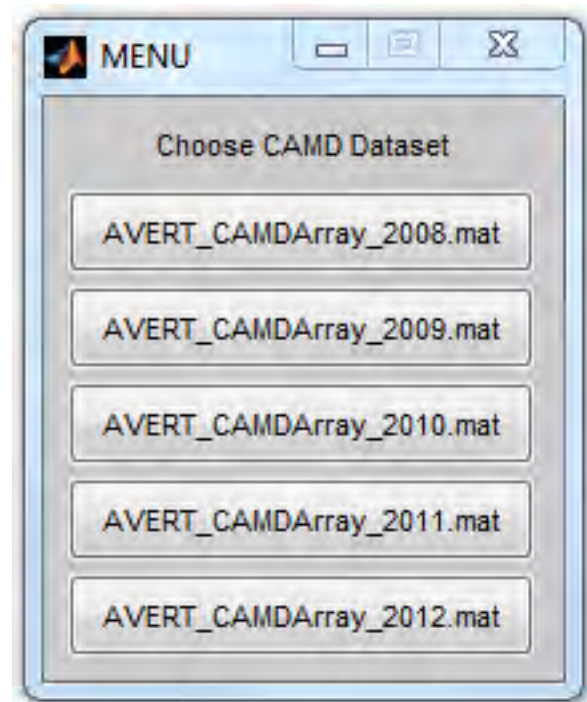 MENU
Choose CAMD Dataset
AVERT_CAMDArray_2008.mat
AVERT_CAMDArray_2009.mat
AVERT_CAMDArray_2010.mat
AVERT_CAMDArray_2011.mat
AVERT_CAMDArray_2012.mat